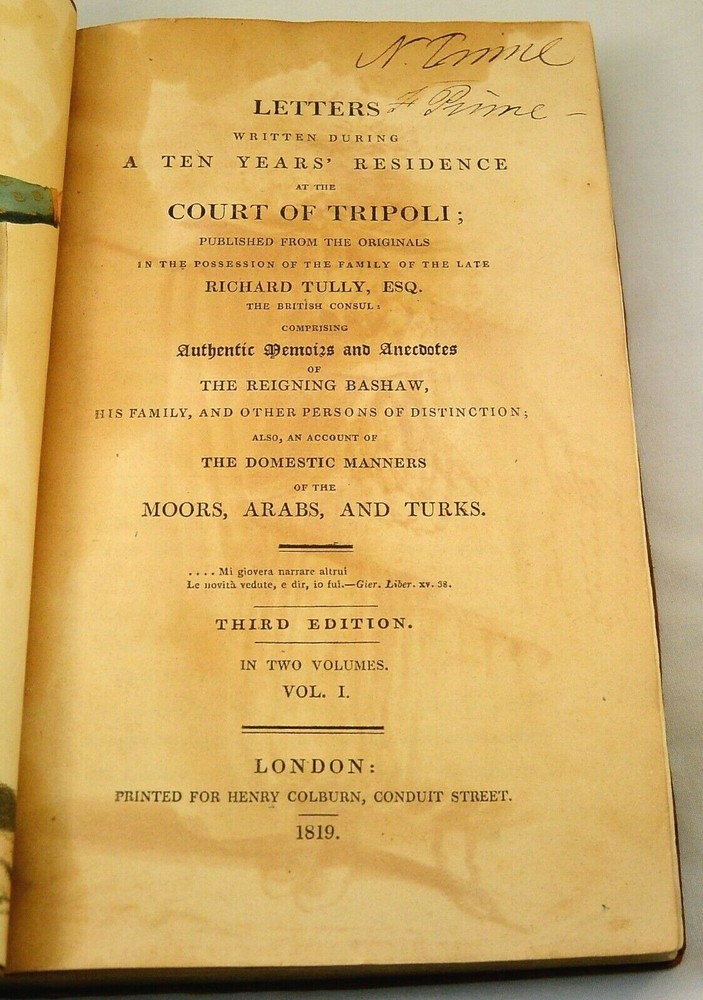 N. Prime
LETTERS F Prime –
WRITTEN DURING
A TEN YEARS' RESIDENCE
AT THE
COURT OF TRIPOLI;
PUBLISHED FROM THE ORIGINALS
IN THE POSSESSION OF THE FAMILY OF THE LATE
RICHARD TULLY, ESQ.
THE BRITISH CONSUL:
COMPRISING
Authentic Memoirs and Anecdotes
OF
THE REIGNING BASHAW,
HIS FAMILY, AND OTHER PERSONS OF DISTINCTION;
ALSO, AN ACCOUNT OF
THE DOMESTIC MANNERS
OF THE
MOORS, ARABS, AND TURKS.
.... Mi giovera narrare altrui
Le novità vedute, e dir, io fui.—Gier. Liber. xv. 38.
THIRD EDITION.
IN TWO VOLUMES.
VOL. I.
LONDON:
PRINTED FOR HENRY COLBURN, CONDUIT STREET.
1819.